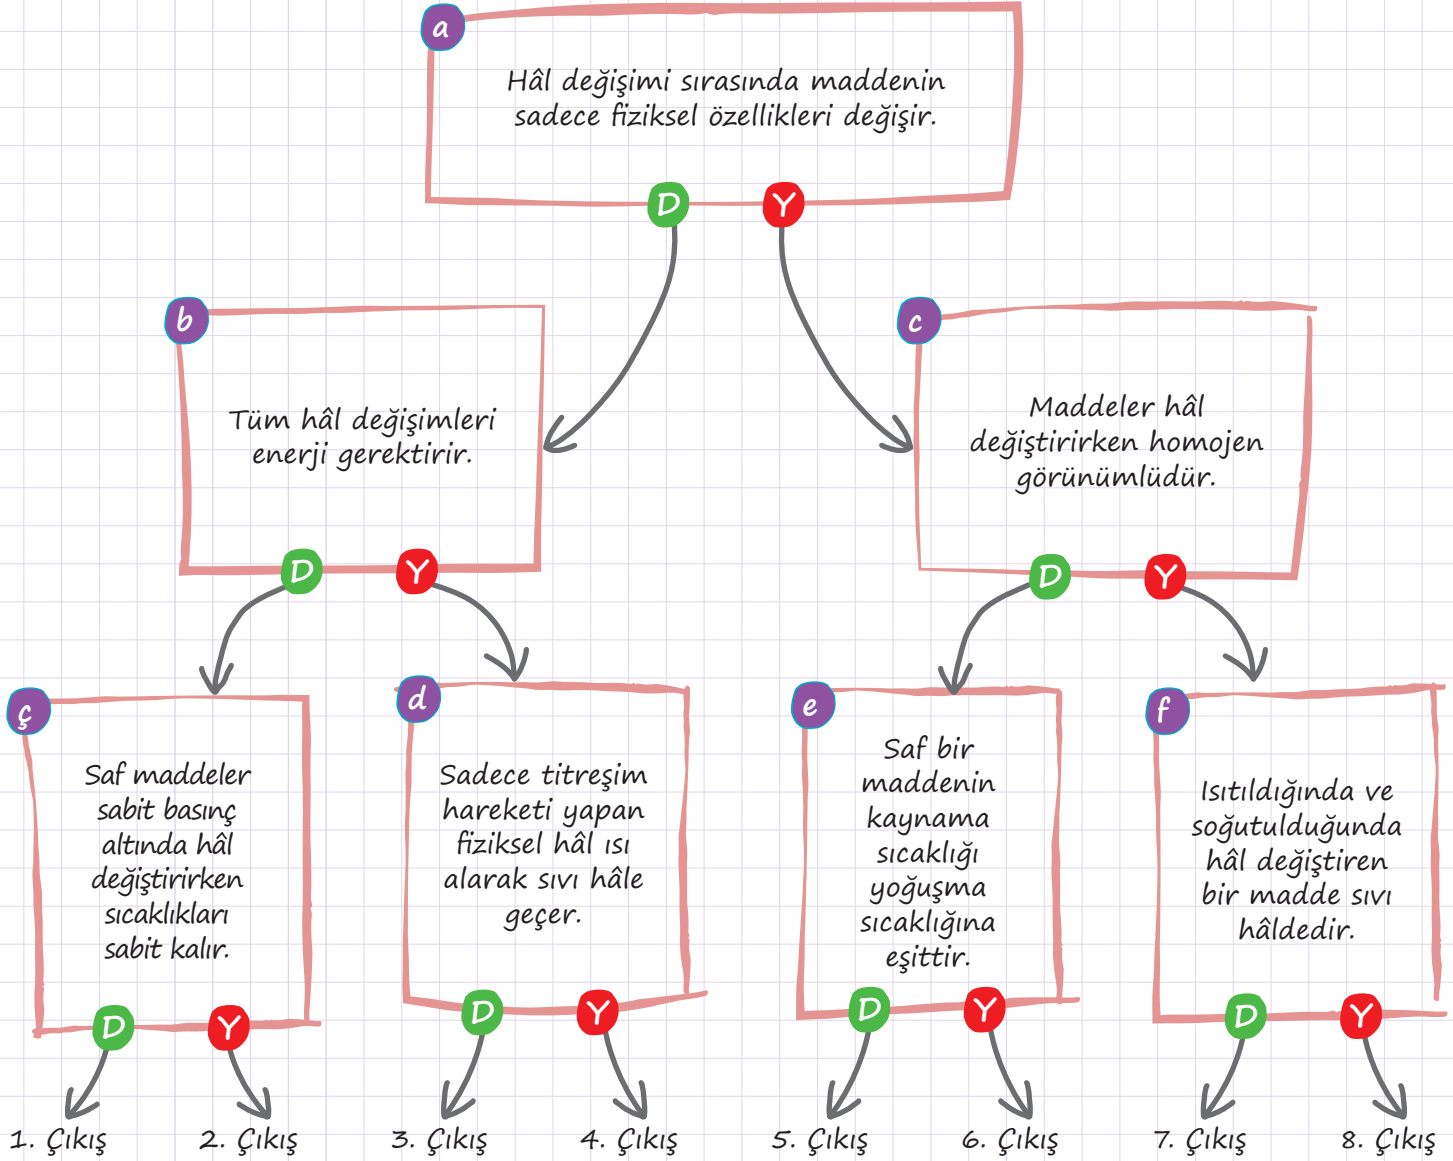 a
Hâl değişimi sırasında maddenin
sadece fiziksel özellikleri değişir.
D
Y
b
Tüm hâl değişimleri
enerji gerektirir.
D
Y
c
Maddeler hâl
değiştirirken homojen
görünümlüdür.
D
Y
ç
Saf maddeler
sabit basınç
altında hâl
değiştirirken
sıcaklıkları
sabit kalır.
D
Y
d
Sadece titreşim
hareketi yapan
fiziksel hâl ısı
alarak sıvı hâle
geçer.
D
Y
e
Saf bir
maddenin
kaynama
sıcaklığı
yoğuşma
sıcaklığına
eşittir.
D
Y
f
Isıtıldığında ve
soğutulduğunda
hâl değiştiren
bir madde sıvı
hâldedir.
D
Y
1. Çıkış
2. Çıkış
3. Çıkış
4. Çıkış
5. Çıkış
6. Çıkış
7. Çıkış
8. Çıkış